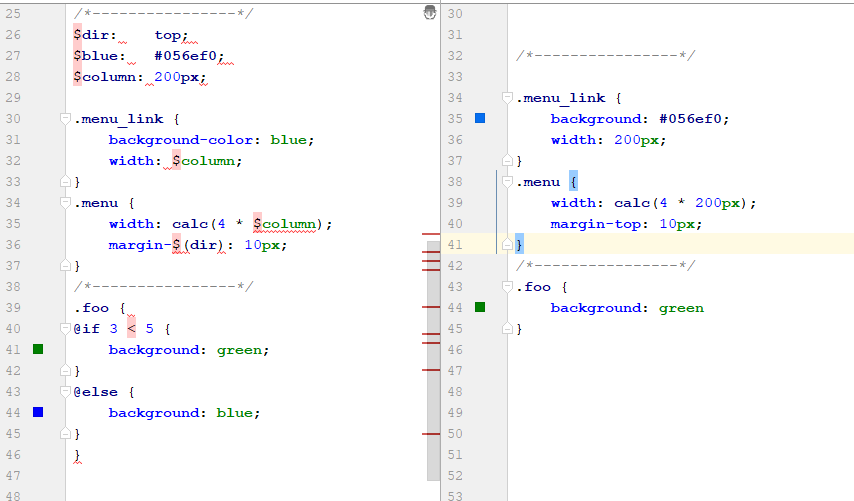 25 /*----------------*/
26 $dir:    top;
27 $blue:   #056ef0;
28 $column: 200px;
29
30 .menu_link {
31     background-color: blue;
32     width: $column;
33 }
34 .menu {
35     width: calc(4 * $column);
36     margin-$(dir): 10px;
37 }
38 /*----------------*/
39 .foo {
40 @if 3 < 5 {
41     background: green;
42 }
43 @else {
44     background: blue;
45 }
46 }
47
48
30
31
32 /*----------------*/
33
34 .menu_link {
35     background: #056ef0;
36     width: 200px;
37 }
38 .menu {
39     width: calc(4 * 200px);
40     margin-top: 10px;
41 }
42 /*----------------*/
43 .foo {
44     background: green
45 }
46
47
48
49
50
51
52
53